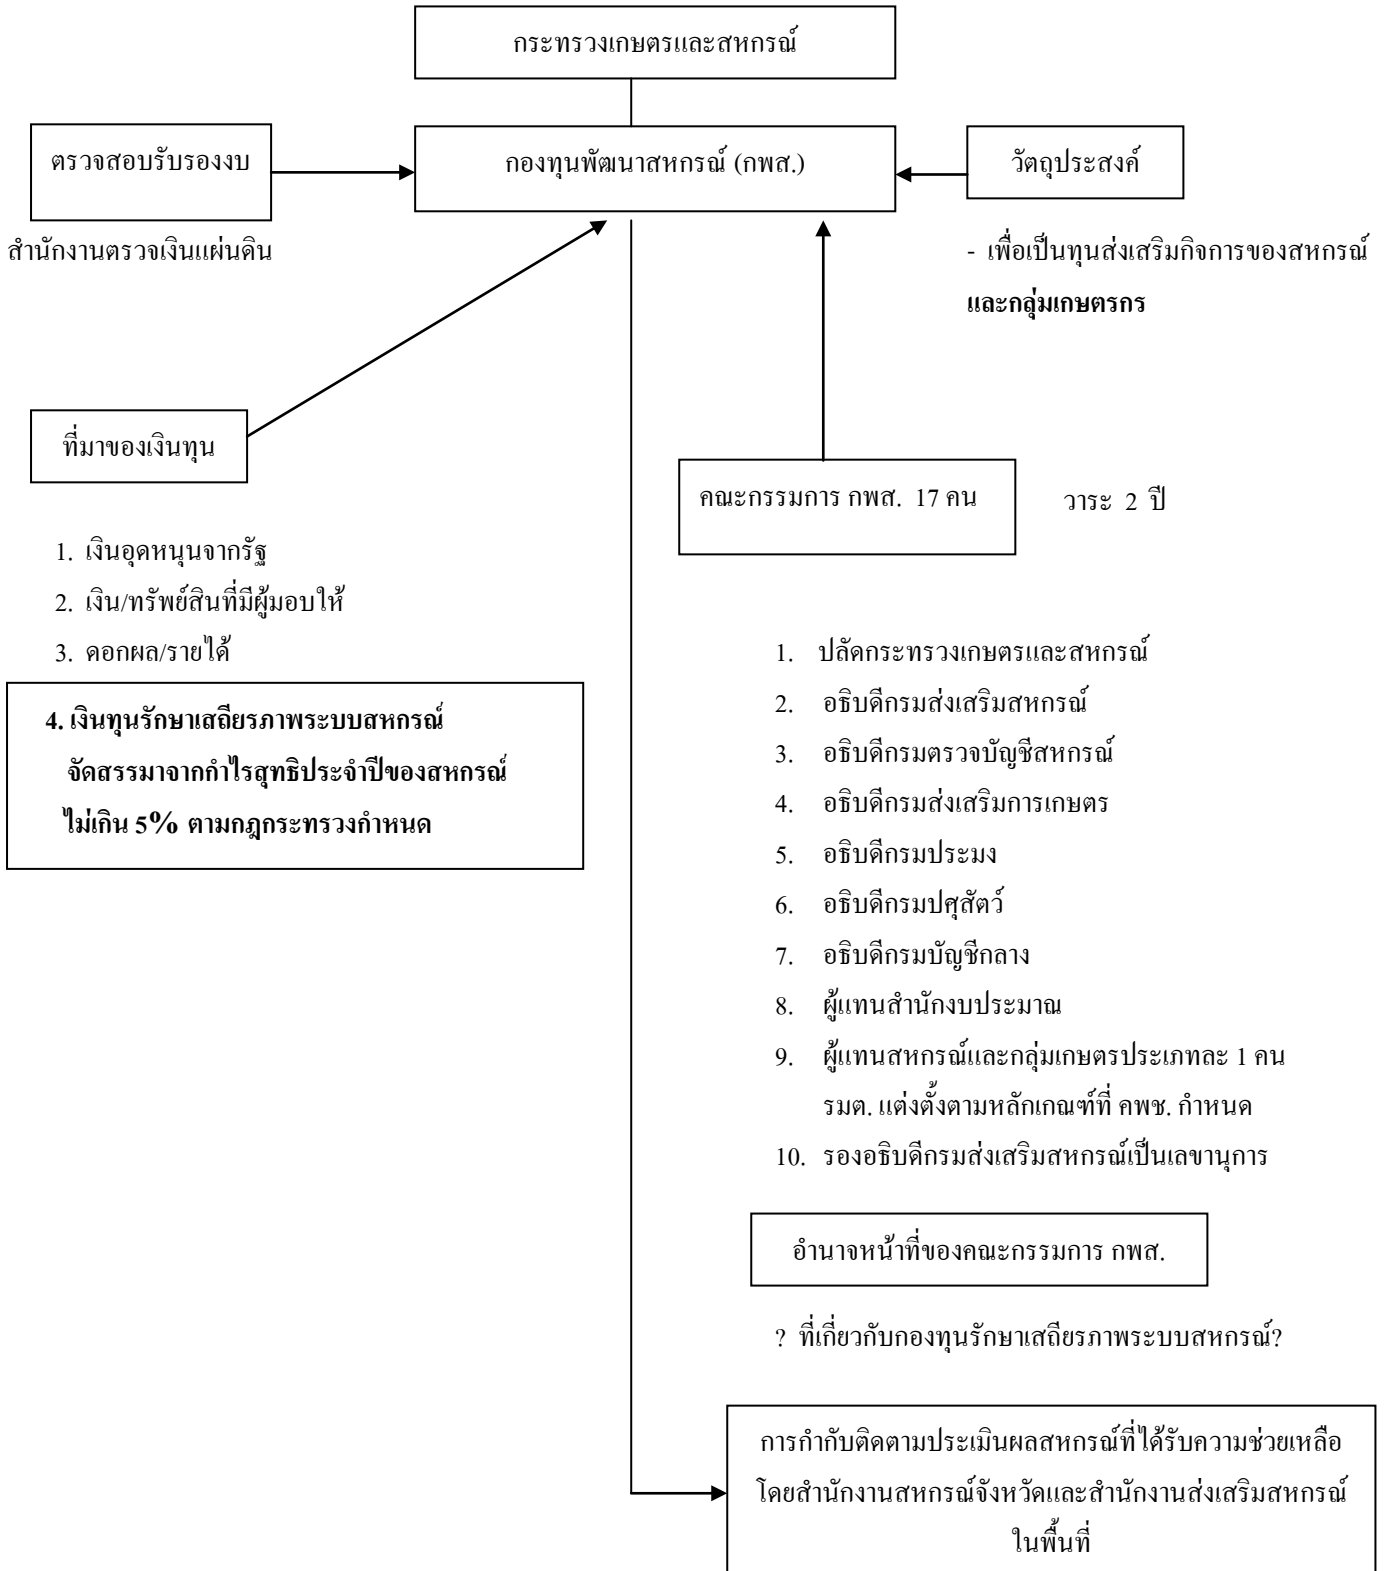 กระทรวงเกษตรและสหกรณ์
ตรวจสอบรับรองงบ
กองทุนพัฒนาสหกรณ์ (กพส.)
วัตถุประสงค์
สำนักงานตรวจเงินแผ่นดิน
- เพื่อเป็นทุนส่งเสริมกิจการของสหกรณ์
และกลุ่มเกษตรกร
ที่มาของเงินทุน
คณะกรรมการ กพส. 17 คน
วาระ 2 ปี
1. เงินอุดหนุนจากรัฐ
2. เงิน/ทรัพย์สินที่มีผู้มอบให้
3. ดอกผล/รายได้
4. เงินทุนรักษาเสถียรภาพระบบสหกรณ์
จัดสรรมาจากกำไรสุทธิประจำปีของสหกรณ์
ไม่เกิน 5% ตามกฎกระทรวงกำหนด
1. ปลัดกระทรวงเกษตรและสหกรณ์
2. อธิบดีกรมส่งเสริมสหกรณ์
3. อธิบดีกรมตรวจบัญชีสหกรณ์
4. อธิบดีกรมส่งเสริมการเกษตร
5. อธิบดีกรมประมง
6. อธิบดีกรมปศุสัตว์
7. อธิบดีกรมบัญชีกลาง
8. ผู้แทนสำนักงบประมาณ
9. ผู้แทนสหกรณ์และกลุ่มเกษตรประเภทละ 1 คน
รมต. แต่งตั้งตามหลักเกณฑ์ที่ คพช. กำหนด
10. รองอธิบดีกรมส่งเสริมสหกรณ์เป็นเลขานุการ
อำนาจหน้าที่ของคณะกรรมการ กพส.
? ที่เกี่ยวกับกองทุนรักษาเสถียรภาพระบบสหกรณ์?
การกำกับติดตามประเมินผลสหกรณ์ที่ได้รับความช่วยเหลือ
โดยสำนักงานสหกรณ์จังหวัดและสำนักงานส่งเสริมสหกรณ์
ในพื้นที่